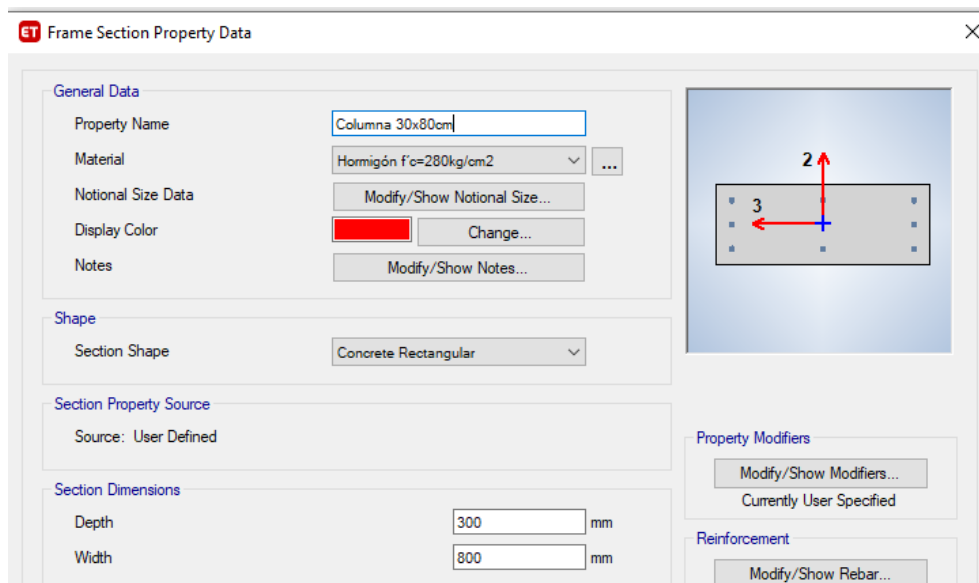 ET Frame Section Property Data
General Data
Property Name Columna 30x80cm
Material Hormigón f´c=280kg/cm2 ...
Notional Size Data Modify/Show Notional Size...
Display Color Change...
Notes Modify/Show Notes...
2
3
Shape
Section Shape Concrete Rectangular
Section Property Source
Source: User Defined
Property Modifiers
Modify/Show Modifiers...
Currently User Specified
Section Dimensions
Depth 300 mm
Width 800 mm
Reinforcement
Modify/Show Rebar...